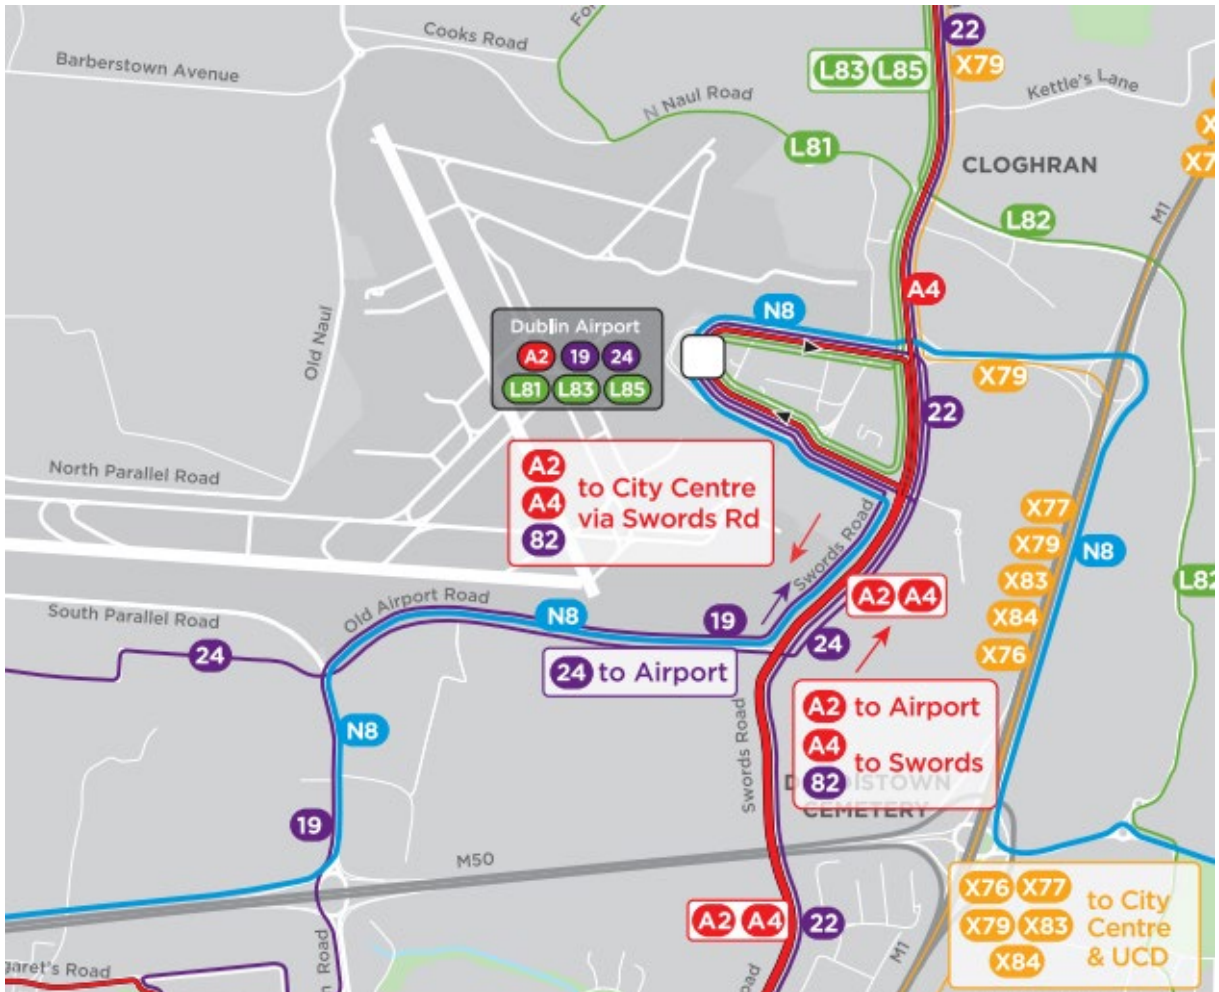 22
Cooks Road
Barberstown Avenue
L83 L85
X79
Kettle's Lane
N Naul Road
L81
CLOGHRAN
M1
L82
A4
N8
Old Naul
Dublin Airport
A2 19 24
L81 L83 L85
X79
22
North Parallel Road
A2
A4
82
to City Centre
via Swords Rd
X77
X79
X83
X84
X76
N8
Swords Road
A2 A4
Old Airport Road
South Parallel Road
N8
19
24
24
24 to Airport
A2 to Airport
A4
82
to Swords
N8
Swords Road
CEMETERY
19
M50
A2 A4
22
X76 X77
X79 X83
X84
to City
Centre
& UCD
M1
garet's Road
Road